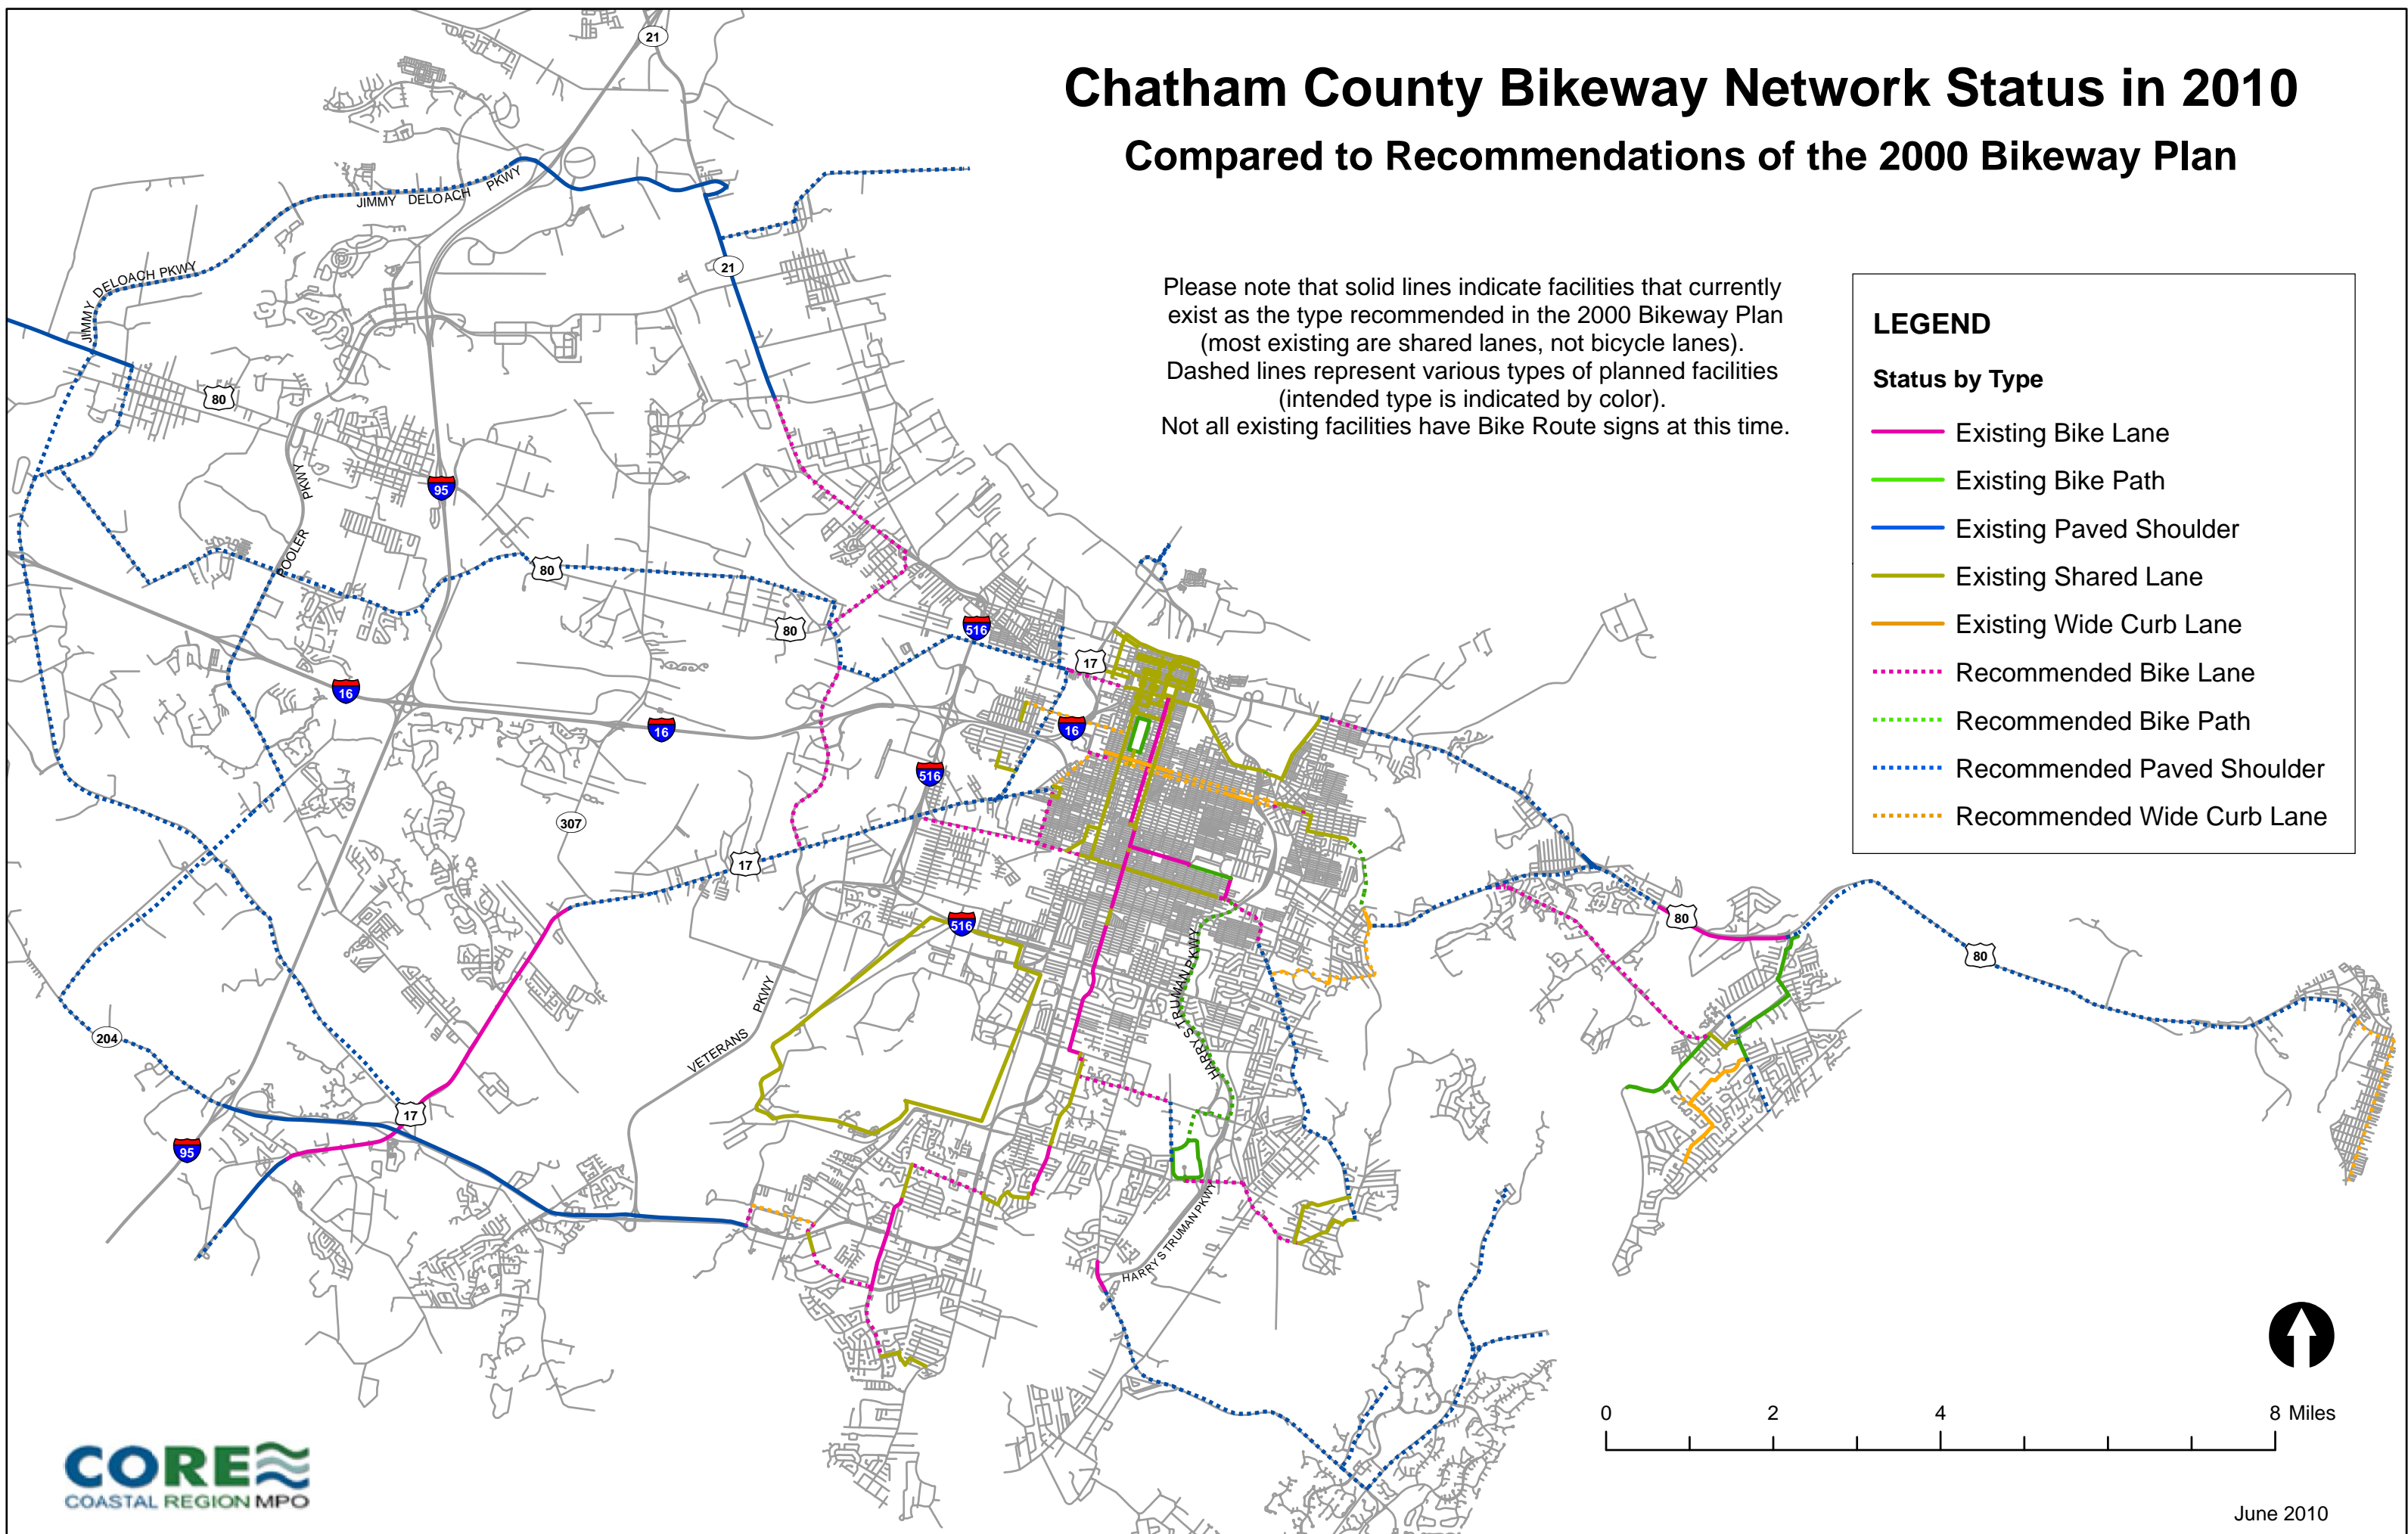 Chatham County Bikeway Network Status in 2010
Compared to Recommendations of the 2000 Bikeway Plan
Please note that solid lines indicate facilities that currently
exist as the type recommended in the 2000 Bikeway Plan
(most existing are shared lanes, not bicycle lanes).
Dashed lines represent various types of planned facilities
(intended type is indicated by color).
Not all existing facilities have Bike Route signs at this time.
LEGEND
Status by Type
Existing Bike Lane
Existing Bike Path
Existing Paved Shoulder
Existing Shared Lane
Existing Wide Curb Lane
Recommended Bike Lane
Recommended Bike Path
Recommended Paved Shoulder
Recommended Wide Curb Lane
21
JIMMY DELOACH PKWY
JIMMY DELOACH PKWY
21
80
95
POOLER PKWY
80
80
516
17
16
16
16
516
307
17
516
80
80
HARRY S TRUMAN PKWY
VETERANS PKWY
204
17
95
HARRY S TRUMAN PKWY
0 2 4 8 Miles
CORE
COASTAL REGION MPO
June 2010